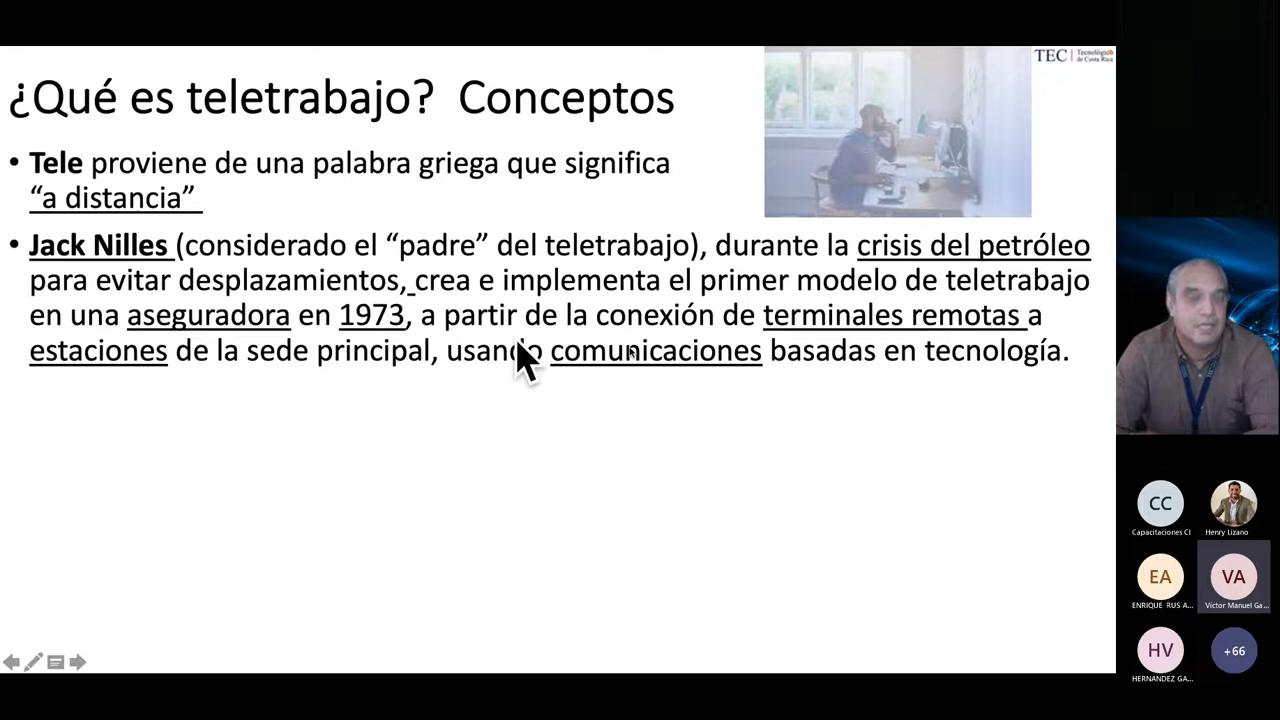 ¿Qué es teletrabajo? Conceptos
TEC | Tecnológico
de Costa Rica
• Tele proviene de una palabra griega que significa
“a distancia”
• Jack Nilles (considerado el “padre” del teletrabajo), durante la crisis del petróleo
para evitar desplazamientos, crea e implementa el primer modelo de teletrabajo
en una aseguradora en 1973, a partir de la conexión de terminales remotas a
estaciones de la sede principal, usando comunicaciones basadas en tecnología.
CC
Capacitaciones CI
Henry Lizano
EA
ENRIQUE RUS A...
VA
Víctor Manuel Ga...
HV
HERNANDEZ GA...
+66